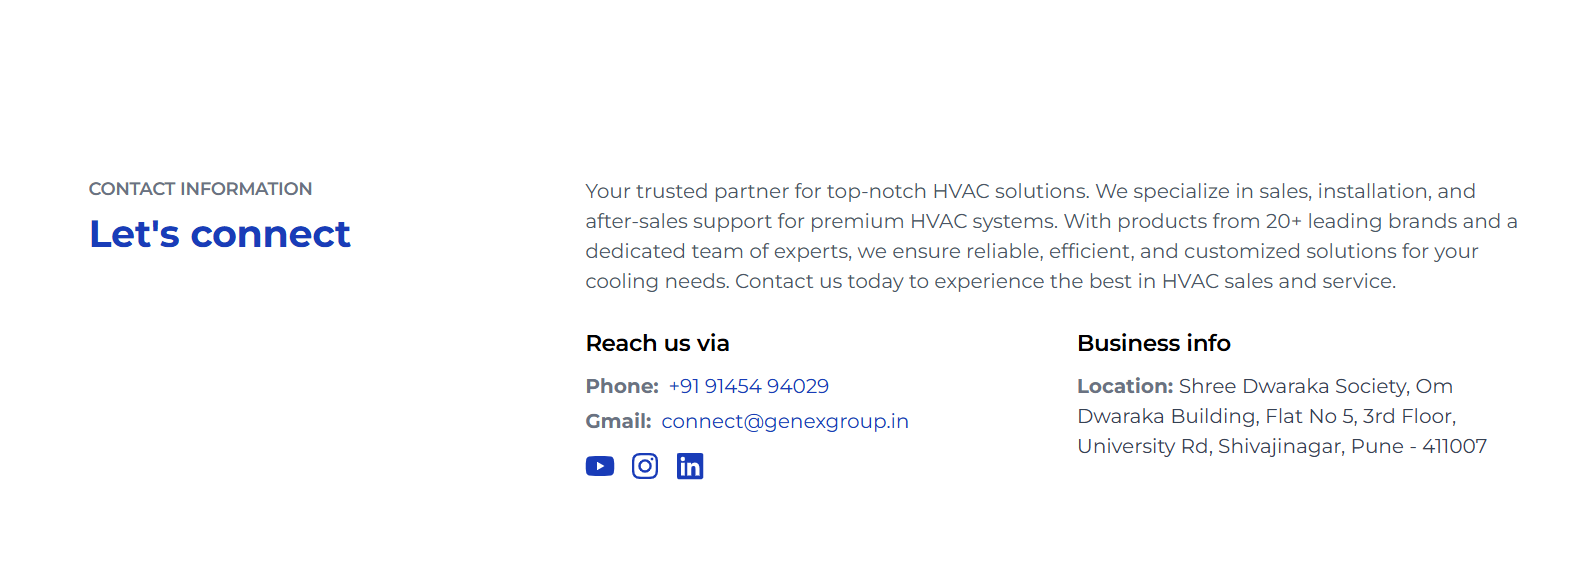 CONTACT INFORMATION
Let's connect
Your trusted partner for top-notch HVAC solutions. We specialize in sales, installation, and
after-sales support for premium HVAC systems. With products from 20+ leading brands and a
dedicated team of experts, we ensure reliable, efficient, and customized solutions for your
cooling needs. Contact us today to experience the best in HVAC sales and service.
Reach us via
Phone: +91 91454 94029
Gmail: connect@genexgroup.in
in
Business info
Location: Shree Dwaraka Society, Om
Dwaraka Building, Flat No 5, 3rd Floor,
University Rd, Shivajinagar, Pune - 411007